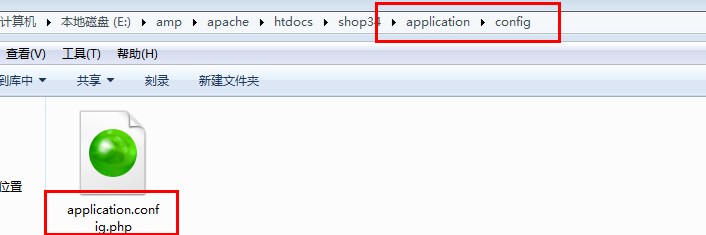 计算机 ▸ 本地磁盘 (E:) ▸ amp ▸ apache ▸ htdocs ▸ shop34 ▸ application ▸ config
查看(V) 工具(T) 帮助(H)
到库中 共享 刻录 新建文件夹
位置
application.conf
ig.php